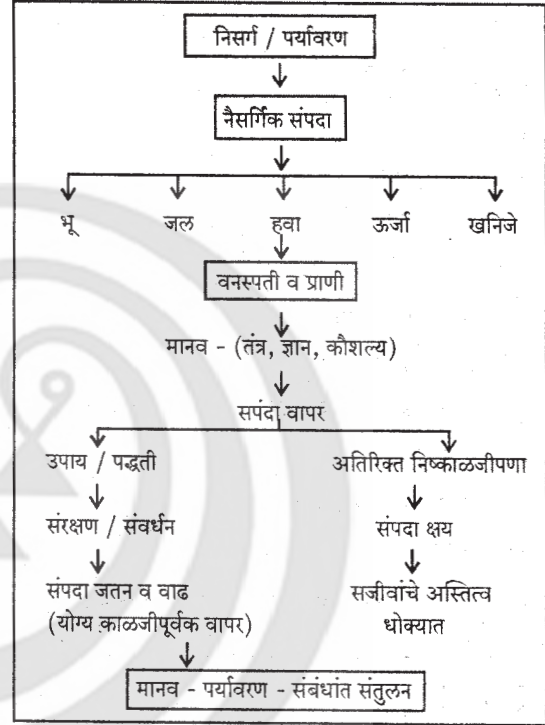 निसर्ग / पर्यावरण
नैसर्गिक संपदा
भू जल हवा ऊर्जा खनिजे
वनस्पती व प्राणी
मानव - (तंत्र, ज्ञान, कौशल्य)
सपंदा वापर
उपाय / पद्धती अतिरिक्त निष्काळजीपणा
संरक्षण / संवर्धन संपदा क्षय
संपदा जतन व वाढ सजीवांचे अस्तित्व
(योग्य काळजीपूर्वक वापर) धोक्यात
मानव - पर्यावरण - संबंधांत संतुलन